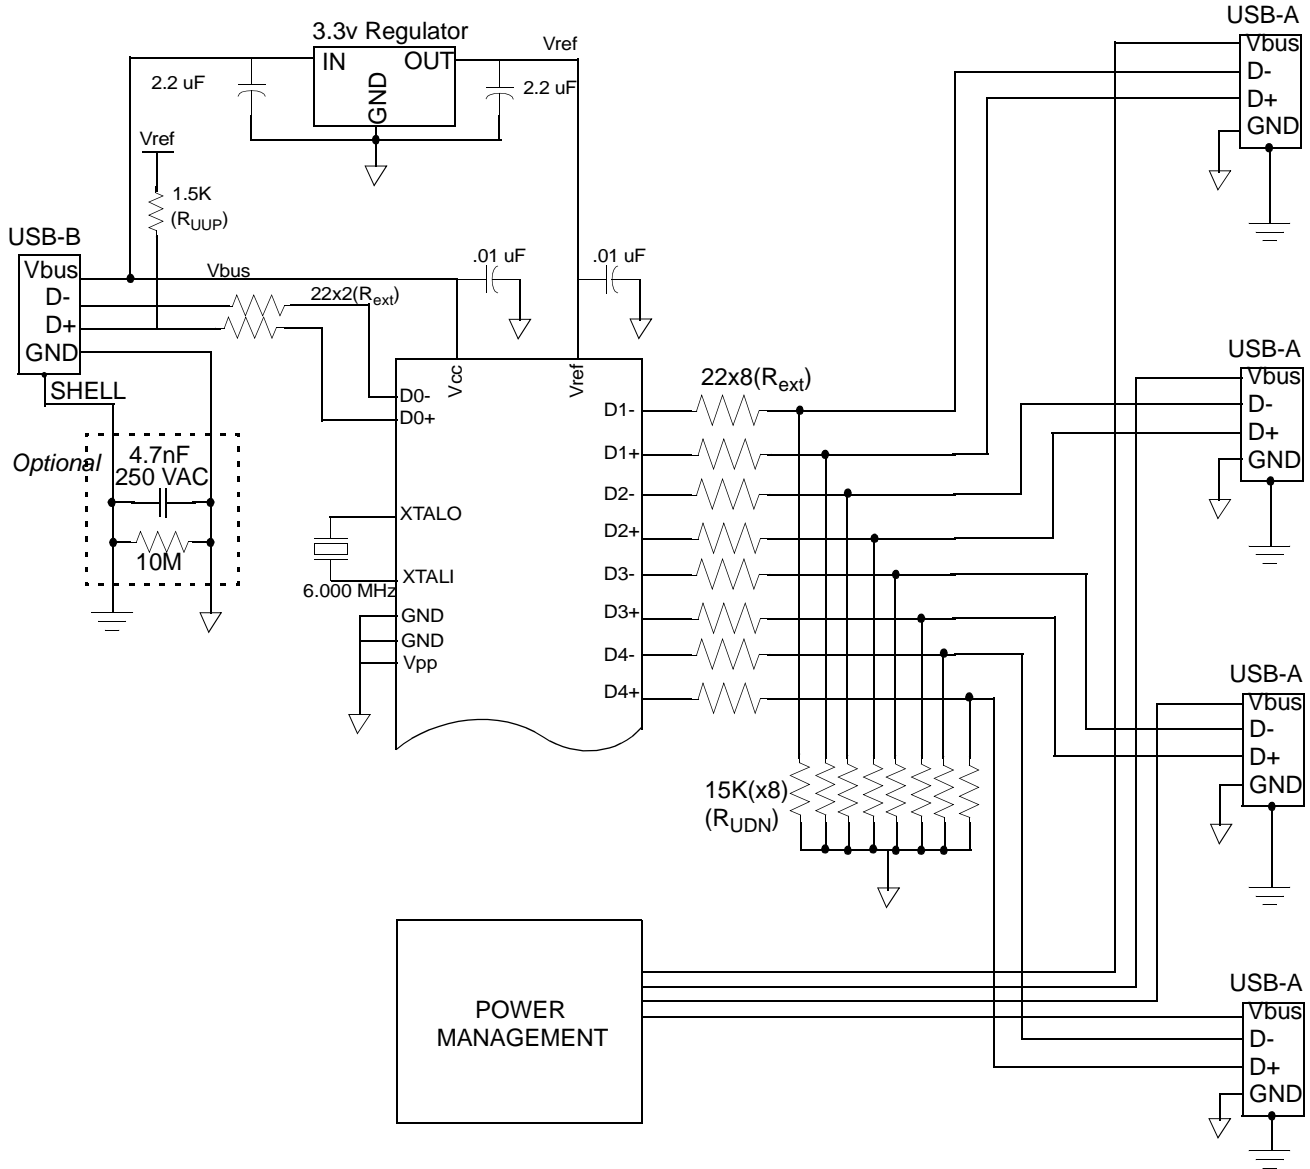 USB-A
3.3v Regulator
Vref
Vbus
IN
OUT
D-
2.2 uF
GND
2.2 uF
D+
GND
Vref
1.5K
(RUUP)
USB-B
Vbus
Vbus
.01 uF
.01 uF
D-
22x2(Rext)
D+
GND
SHELL
Vcc
Vref
D0-
D0+
22x8(Rext)
D1-
D1+
D2-
D2+
D3-
D3+
D4-
D4+
USB-A
Vbus
D-
D+
GND
Optional
4.7nF
250 VAC
10M
XTALO
XTALI
6.000 MHz
GND
GND
Vpp
USB-A
Vbus
D-
D+
GND
15K(x8)
(RUDN)
POWER
MANAGEMENT
USB-A
Vbus
D-
D+
GND